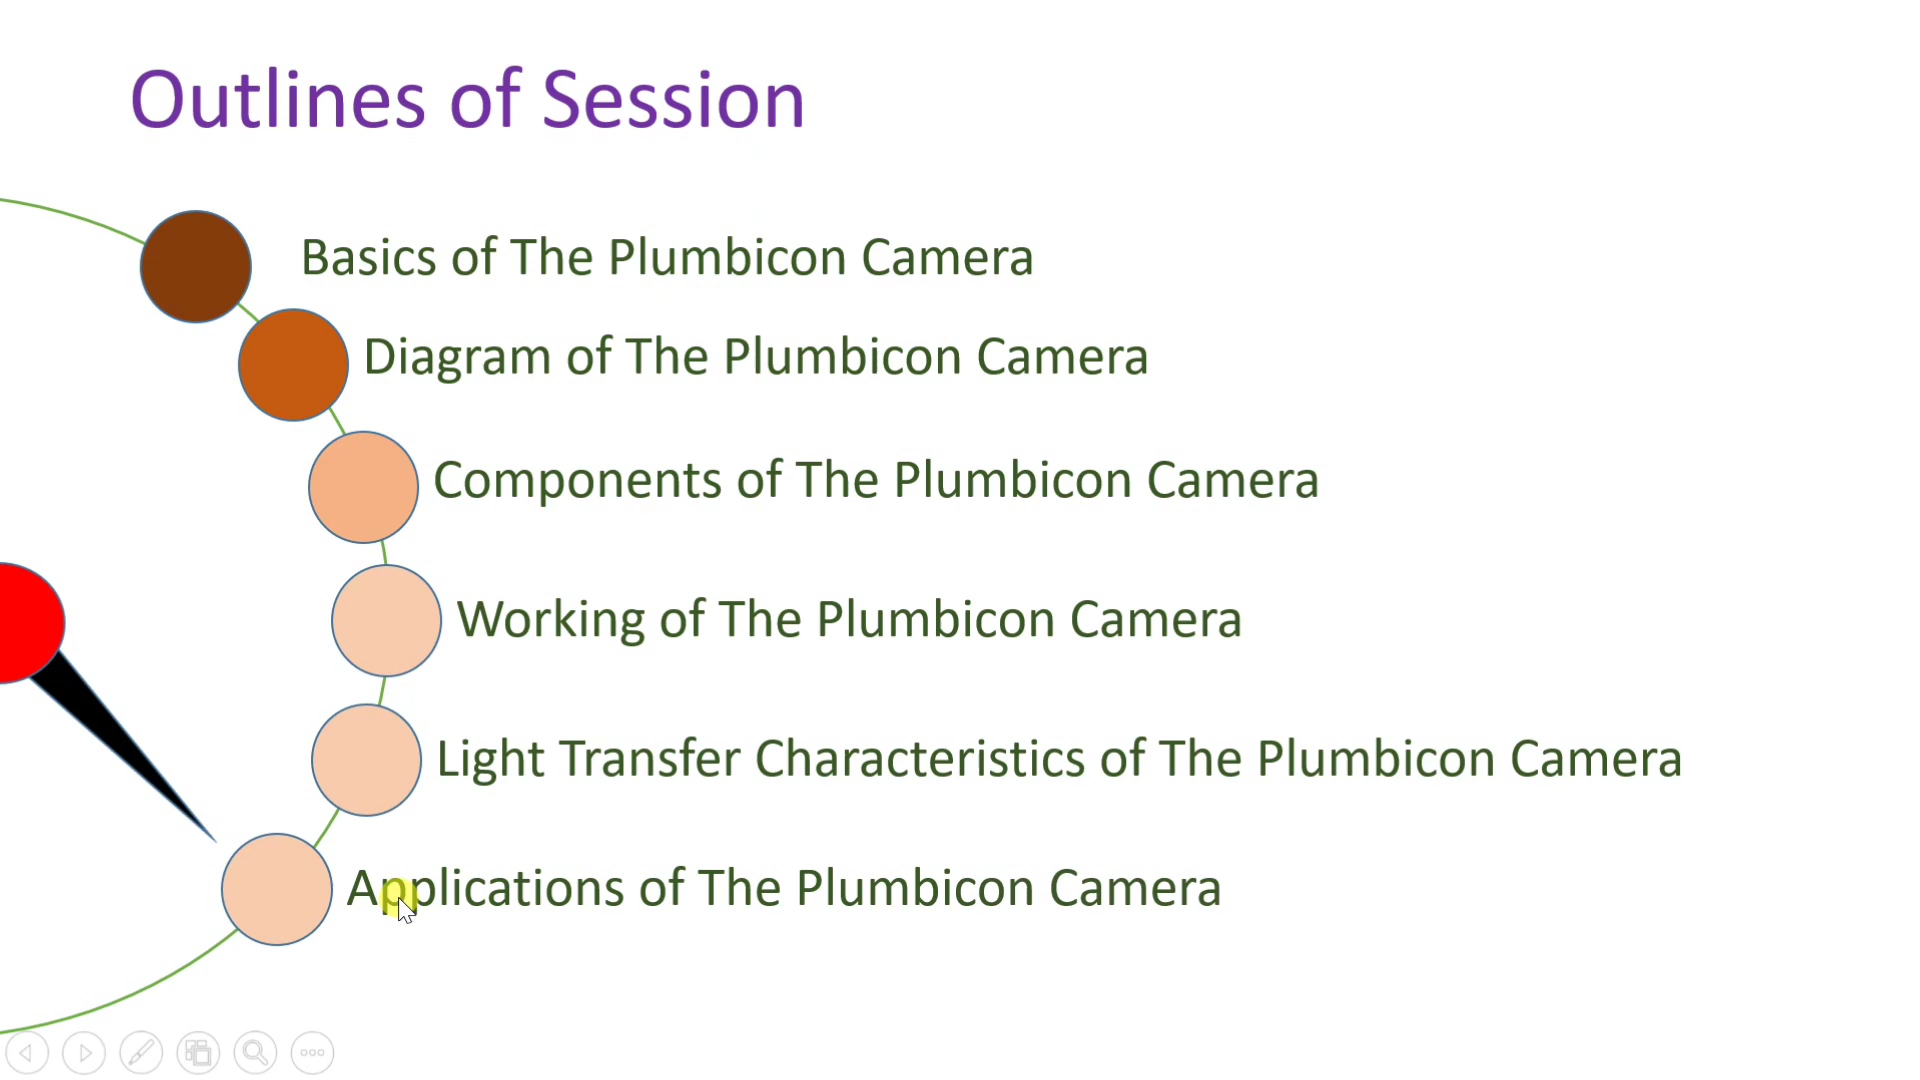 Outlines of Session
Basics of The Plumbicon Camera
Diagram of The Plumbicon Camera
Components of The Plumbicon Camera
Working of The Plumbicon Camera
Light Transfer Characteristics of The Plumbicon Camera
Applications of The Plumbicon Camera